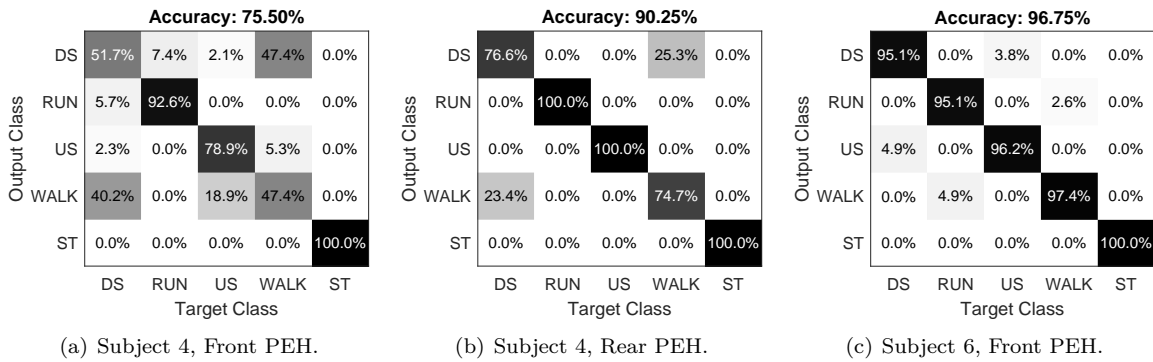 Accuracy: 75.50%
Output Class
DS 51.7% 7.4% 2.1% 47.4% 0.0%
RUN 5.7% 92.6% 0.0% 0.0% 0.0%
US 2.3% 0.0% 78.9% 5.3% 0.0%
WALK 40.2% 0.0% 18.9% 47.4% 0.0%
ST 0.0% 0.0% 0.0% 0.0% 100.0%
DS RUN US WALK ST
Target Class
(a) Subject 4, Front PEH.
Accuracy: 90.25%
Output Class
DS 76.6% 0.0% 0.0% 25.3% 0.0%
RUN 0.0% 100.0% 0.0% 0.0% 0.0%
US 0.0% 0.0% 100.0% 0.0% 0.0%
WALK 23.4% 0.0% 0.0% 74.7% 0.0%
ST 0.0% 0.0% 0.0% 0.0% 100.0%
DS RUN US WALK ST
Target Class
(b) Subject 4, Rear PEH.
Accuracy: 96.75%
Output Class
DS 95.1% 0.0% 3.8% 0.0% 0.0%
RUN 0.0% 95.1% 0.0% 2.6% 0.0%
US 4.9% 0.0% 96.2% 0.0% 0.0%
WALK 0.0% 4.9% 0.0% 97.4% 0.0%
ST 0.0% 0.0% 0.0% 0.0% 100.0%
DS RUN US WALK ST
Target Class
(c) Subject 6, Front PEH.